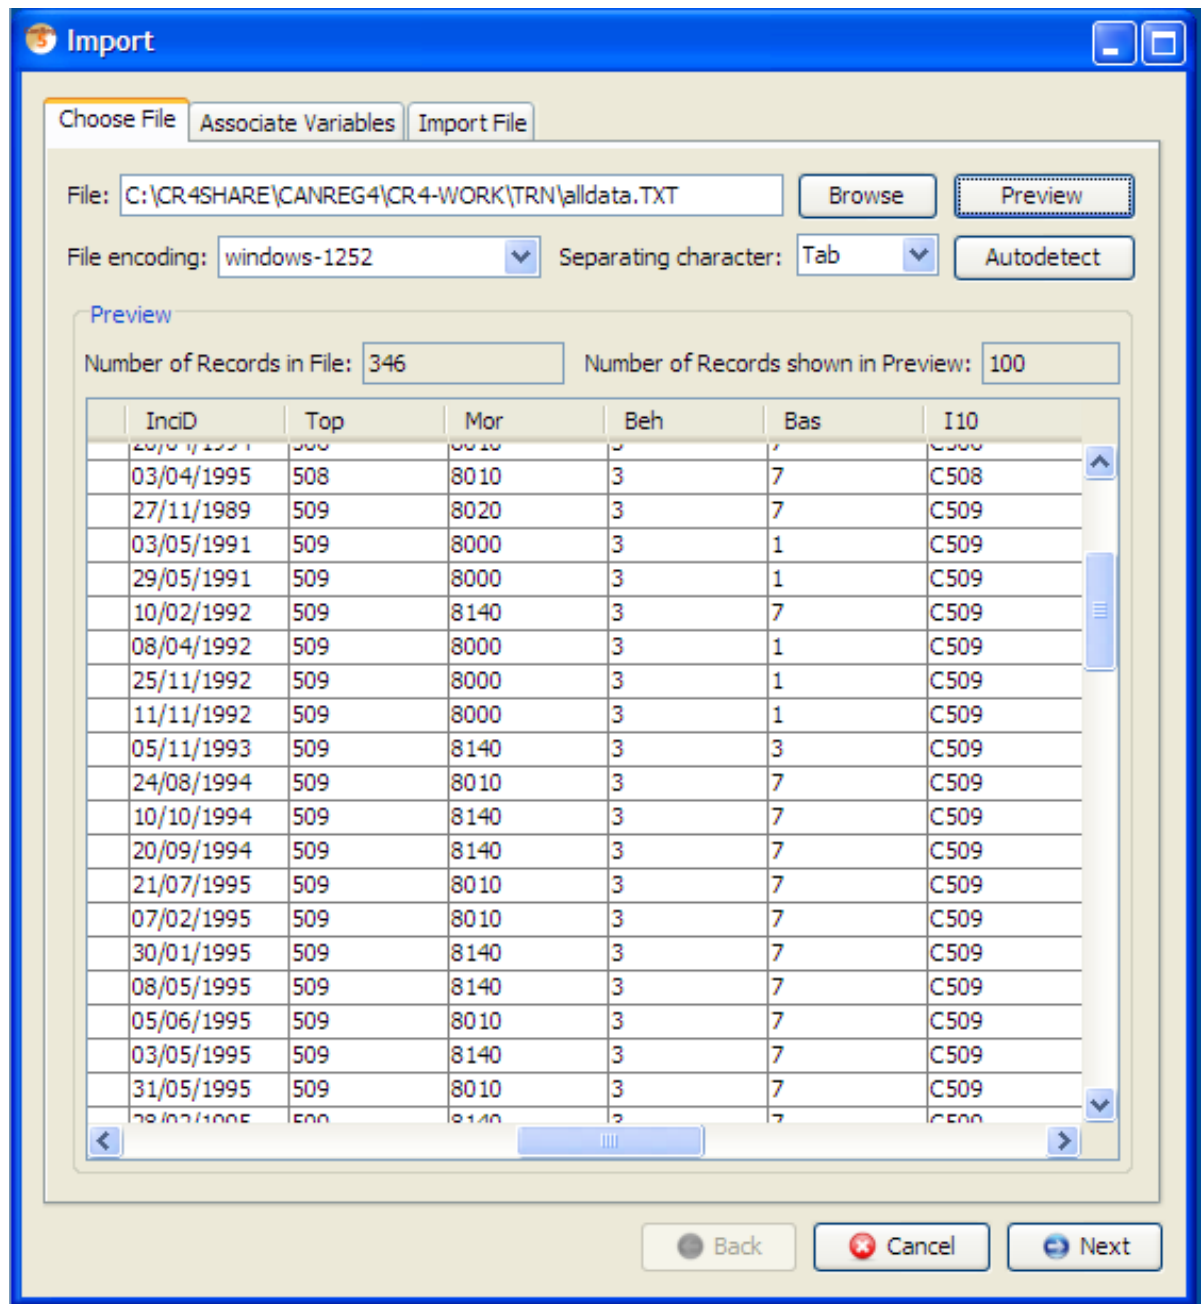 Import
Choose File Associate Variables Import File
File: C:\CR4SHARE\CANREG4\CR4-WORK\TRN\alldata.TXT Browse Preview
File encoding: windows-1252 Separating character: Tab Autodetect
Preview
Number of Records in File: 346 Number of Records shown in Preview: 100
InciD Top Mor Beh Bas I10
03/04/1995 508 8010 3 7 C508
27/11/1989 509 8020 3 7 C509
03/05/1991 509 8000 3 1 C509
29/05/1991 509 8000 3 1 C509
10/02/1992 509 8140 3 7 C509
08/04/1992 509 8000 3 1 C509
25/11/1992 509 8000 3 1 C509
11/11/1992 509 8000 3 1 C509
05/11/1993 509 8140 3 3 C509
24/08/1994 509 8010 3 7 C509
10/10/1994 509 8140 3 7 C509
20/09/1994 509 8140 3 7 C509
21/07/1995 509 8010 3 7 C509
07/02/1995 509 8010 3 7 C509
30/01/1995 509 8140 3 7 C509
08/05/1995 509 8140 3 7 C509
05/06/1995 509 8010 3 7 C509
03/05/1995 509 8140 3 7 C509
31/05/1995 509 8010 3 7 C509
Back Cancel Next